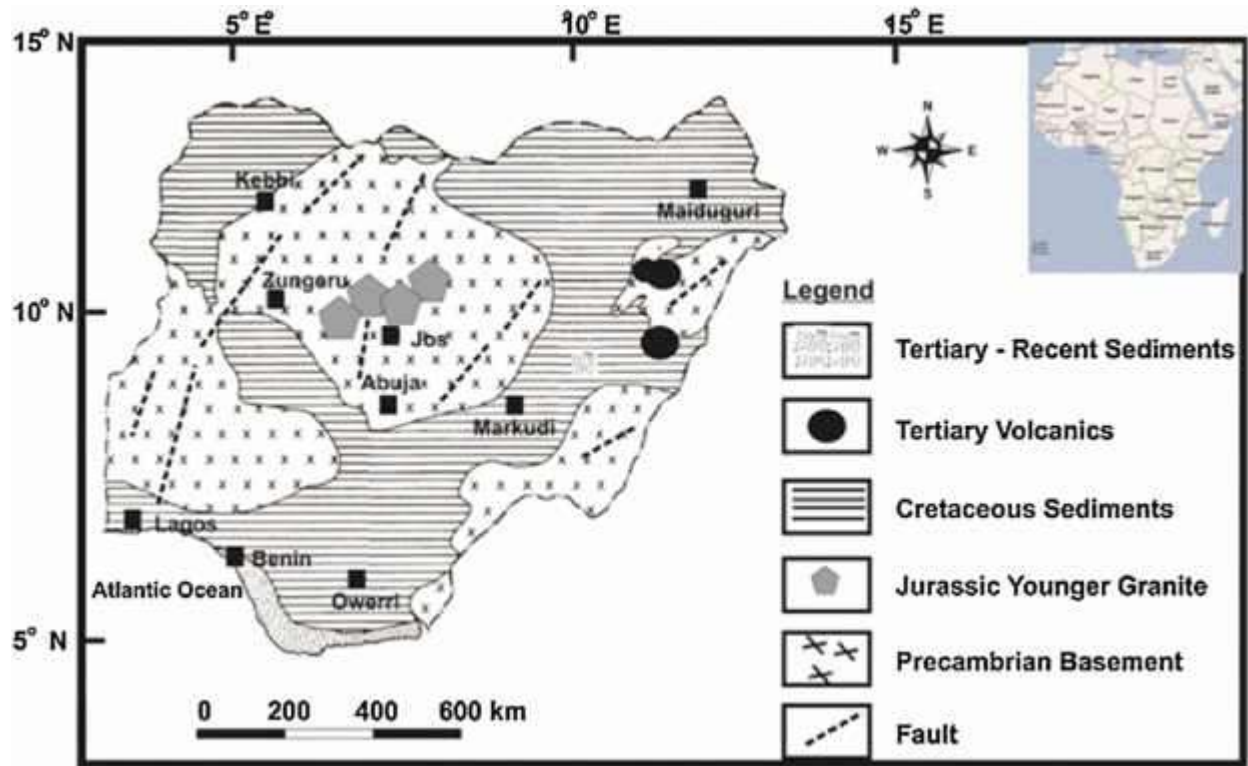 5° E
10° E
15° E
15° N
N
W
E
S
Kebbi
Maiduguri
Zungeru
Legend
10° N
Jos
Tertiary - Recent Sediments
Abuja
Markudi
Tertiary Volcanics
Cretaceous Sediments
Lagos
Benin
Atlantic Ocean
Owerri
Jurassic Younger Granite
5° N
Precambrian Basement
0 200 400 600 km
Fault